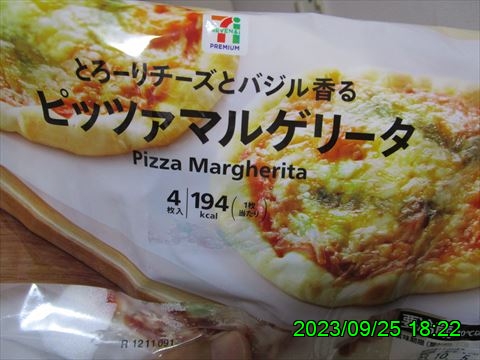 SEVEN&i
PREMIUM
とろーりチーズとバジル香る
ピッツァマルゲリータ
Pizza Margherita
4
枚入
194
kcal
(1枚
当たり)
R 1211091
2023/09/25 18:22